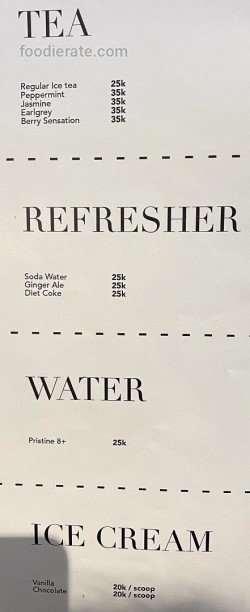 TEA
foodierate.com
Regular Ice tea 25k
Peppermint 35k
Jasmine 35k
Earlgrey 35k
Berry Sensation 35k
REFRESHER
Soda Water 25k
Ginger Ale 25k
Diet Coke 25k
WATER
Pristine 8+ 25k
ICE CREAM
Vanilla 20k / scoop
Chocolate 20k / scoop